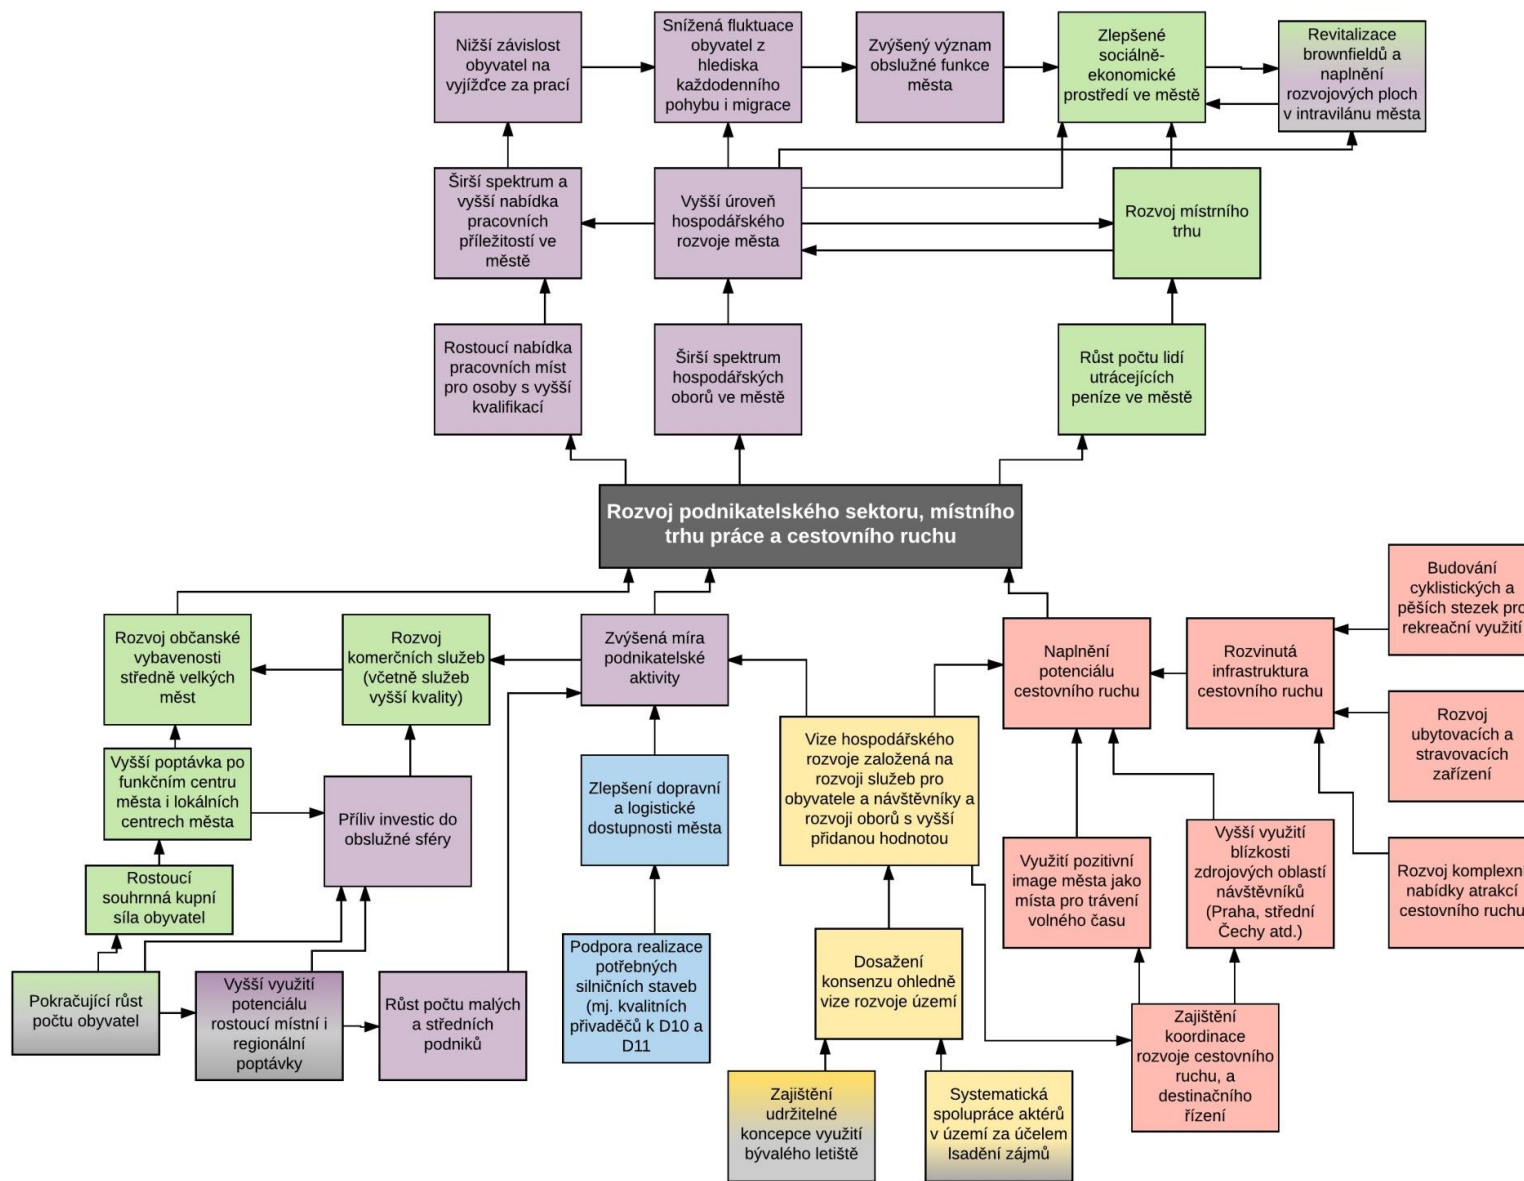 Nižší závislost
obyvatel na
vyjížďce za prací
Snížená fluktuace
obyvatel z
hlediska
každodenního
pohybu i migrace
Zvýšený význam
obslužné funkce
města
Zlepšené
sociálně-
ekonomické
prostředí ve městě
Revitalizace
brownfieldů a
naplnění
rozvojových ploch
v intravilánu města
Širší spektrum a
vyšší nabídka
pracovních
příležitostí ve
městě
Vyšší úroveň
hospodářského
rozvoje města
Rozvoj místrního
trhu
Rostoucí nabídka
pracovních míst
pro osoby s vyšší
kvalifikací
Širší spektrum
hospodářských
oborů ve městě
Růst počtu lidí
utrácejících
peníze ve městě
Rozvoj podnikatelského sektoru, místního
trhu práce a cestovního ruchu
Rozvoj občanské
vybavenosti
středně velkých
měst
Rozvoj
komerčních služeb
(včetně služeb
vyšší kvality)
Zvýšená míra
podnikatelské
aktivity
Naplnění
potenciálu
cestovního ruchu
Rozvinutá
infrastruktura
cestovního ruchu
Budování
cyklistických a
pěších stezek pro
rekreační využití
Vyšší poptávka po
funkčním centru
města i lokálních
centrech města
Příliv investic do
obslužné sféry
Zlepšení dopravní
a logistické
dostupnosti města
Vize hospodářského
rozvoje založená na
rozvoji služeb pro
obyvatele a návštěvníky a
rozvoji oborů s vyšší
přidanou hodnotou
Rozvoj
ubytovacích a
stravovacích
zařízení
Rostoucí
souhrnná kupní
síla obyvatel
Využití pozitivní
image města jako
místa pro trávení
volného času
Vyšší využití
blízkosti
zdrojových oblastí
návštěvníků
(Praha, střední
Čechy atd.)
Rozvoj komplexní
nabídky atrakcí
cestovního ruchu
Pokračující růst
počtu obyvatel
Vyšší využití
potenciálu
rostoucí místní i
regionální
poptávky
Růst počtu malých
a středních
podniků
Podpora realizace
potřebných
silničních staveb
(mj. kvalitních
přivaděčů k D10 a
D11
Dosažení
konsenzu ohledně
vize rozvoje území
Zajištění
koordinace
rozvoje cestovního
ruchu, a
destinačního
řízení
Zajištění
udržitelné
koncepce využití
bývalého letiště
Systematická
spolupráce aktérů
v území za účelem
lsadění zájmů